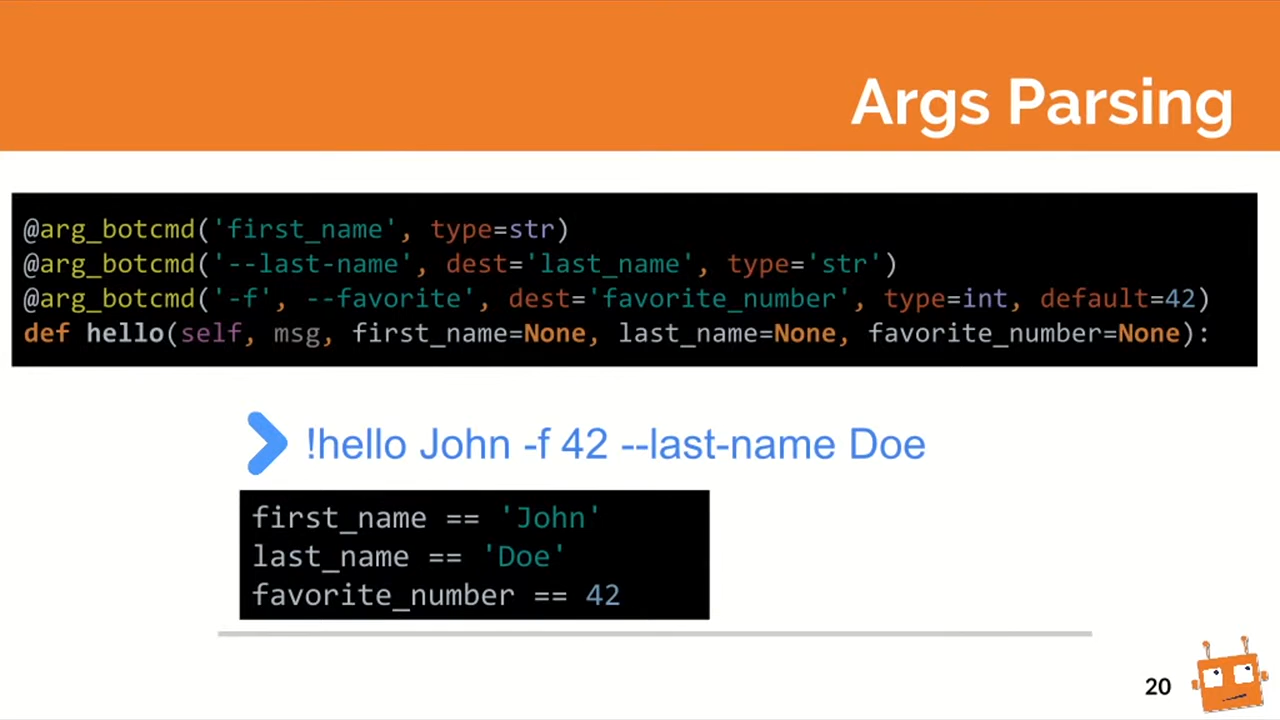 Args Parsing
@arg_botcmd('first_name', type=str)
@arg_botcmd('--last-name', dest='last_name', type='str')
@arg_botcmd('-f', --favorite', dest='favorite_number', type=int, default=42)
def hello(self, msg, first_name=None, last_name=None, favorite_number=None):
!hello John -f 42 --last-name Doe
first_name == 'John'
last_name == 'Doe'
favorite_number == 42
20